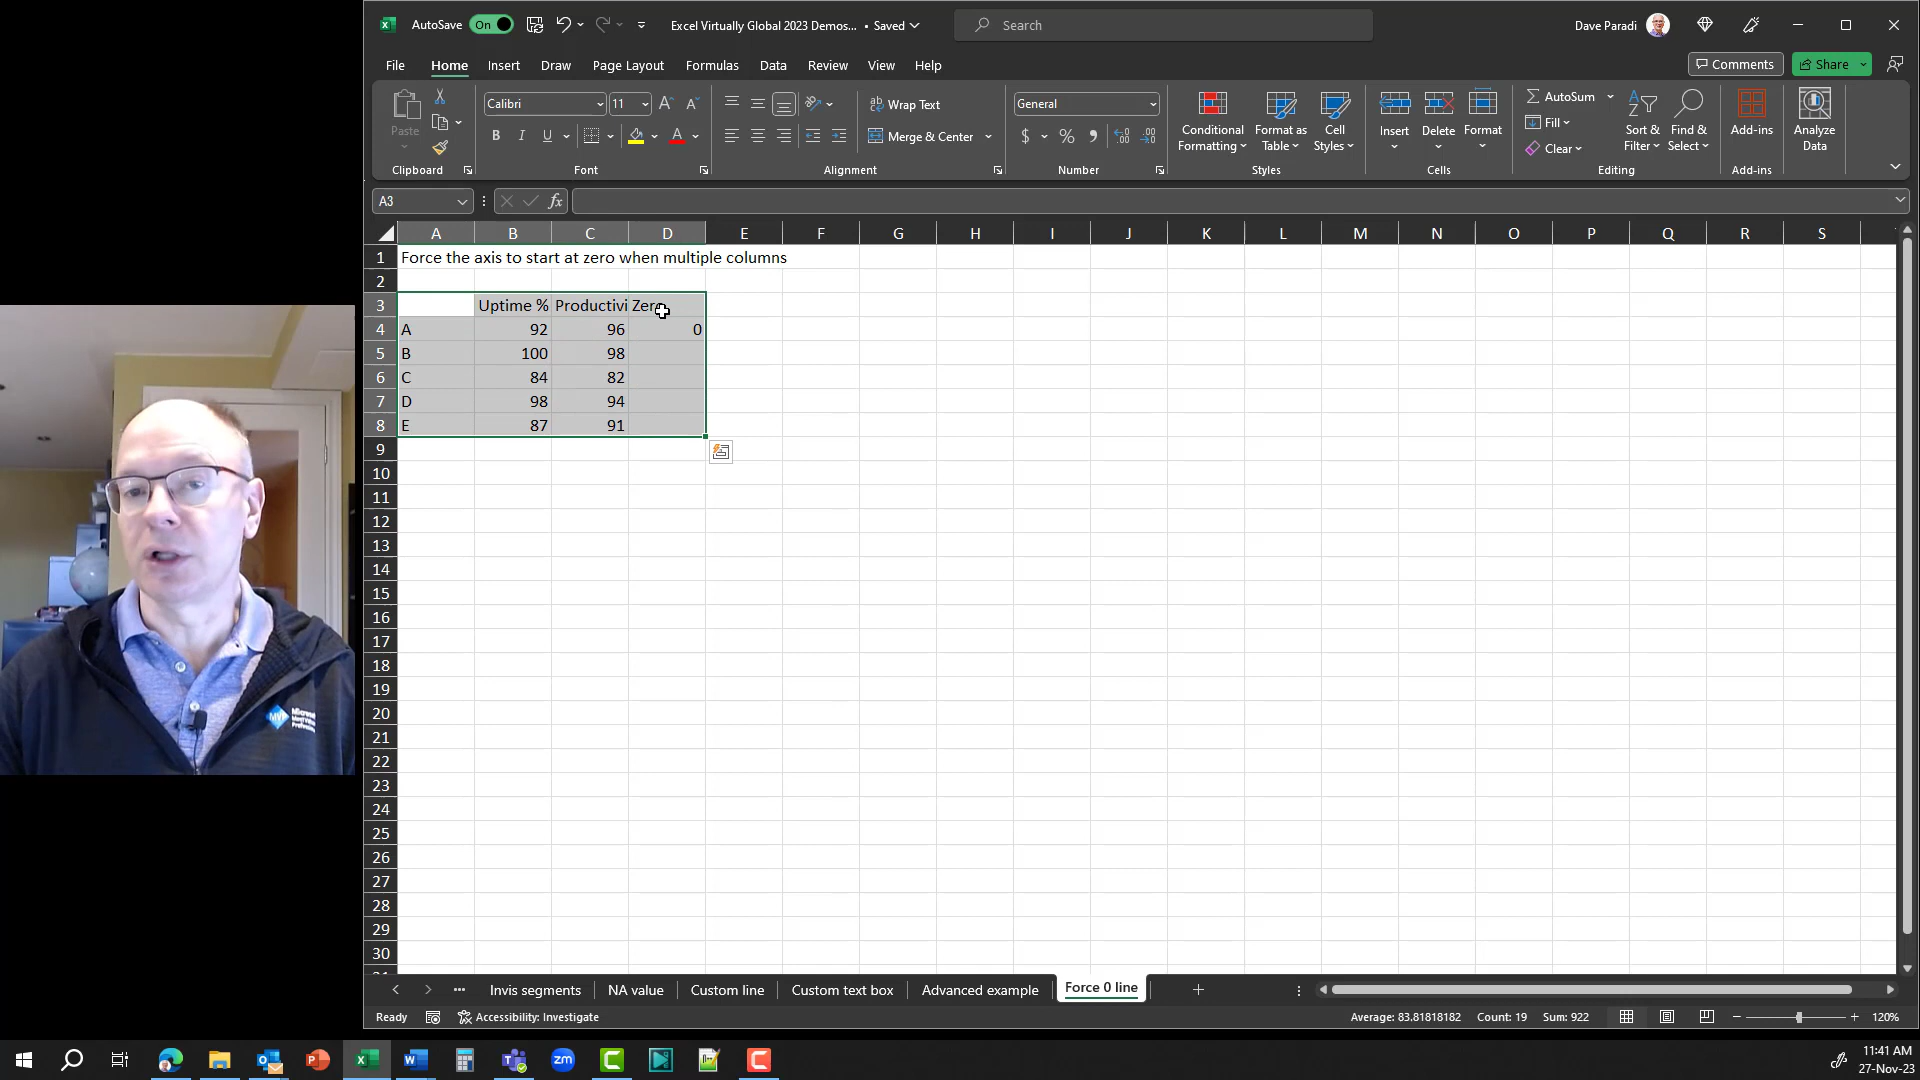 AutoSave On Excel Virtually Global 2023 Demos... • Saved Search Dave Paradi
File Home Insert Draw Page Layout Formulas Data Review View Help Comments Share
Paste Calibri 11 Wrap Text General Conditional Formatting Format as Table Cell Styles Insert Delete Format AutoSum Sort & Filter Find & Select Add-ins Analyze Data
B I U A Merge & Center $ % Fill
Clear
Clipboard Font Alignment Number Styles Cells Editing Add-ins
A3 fx
A B C D E F G H I J K L M N O P Q R S
1 Force the axis to start at zero when multiple columns
2
3 Uptime % Productivi Zero
4 A 92 96 0
5 B 100 98
6 C 84 82
7 D 98 94
8 E 87 91
9
10
11
12
13
14
15
16
17
18
19
20
21
22
23
24
25
26
27
28
29
30
Invis segments NA value Custom line Custom text box Advanced example Force 0 line
Ready Accessibility: Investigate Average: 83.81818182 Count: 19 Sum: 922 120%
zm
11:41 AM
27-Nov-23